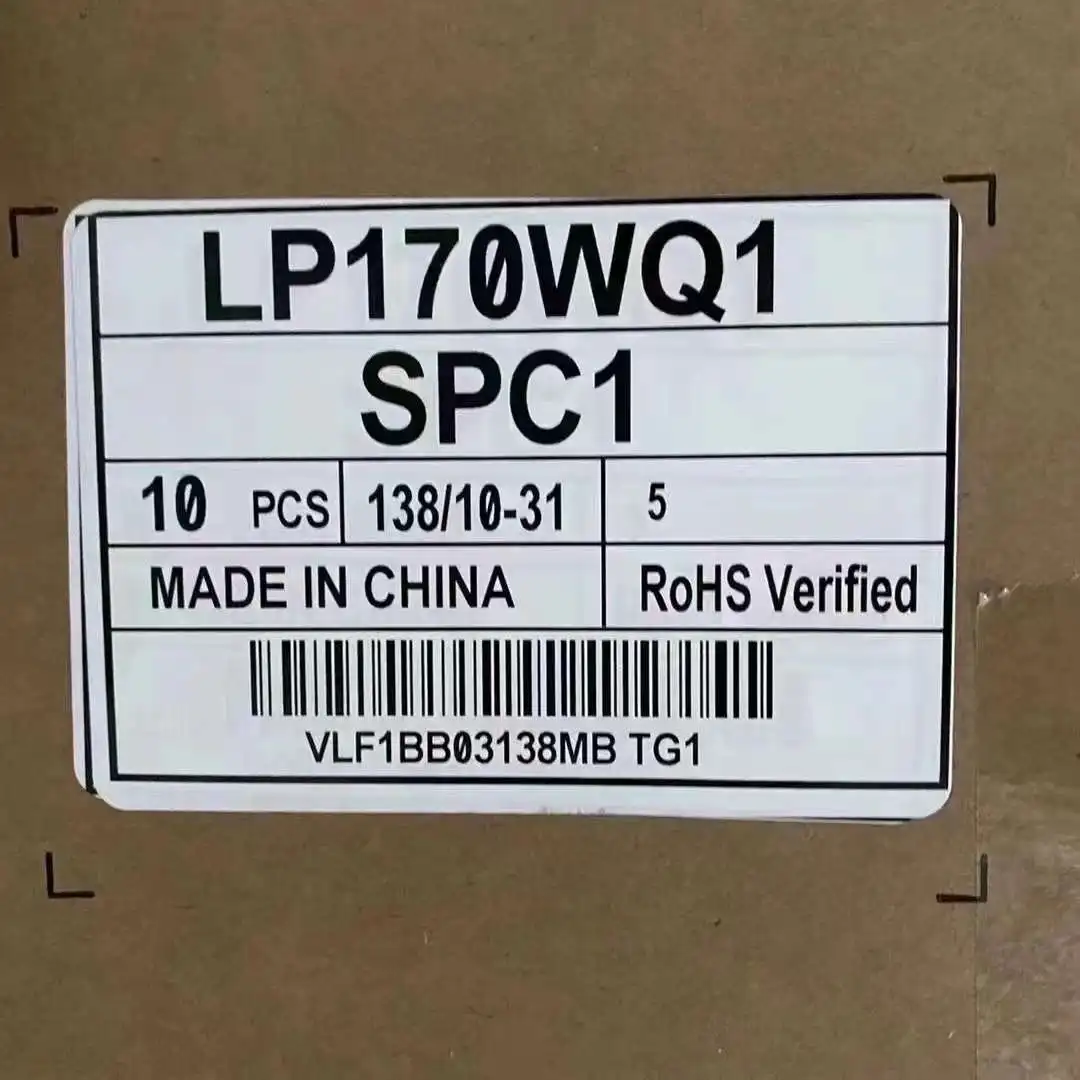 LP170WQ1
SPC1
10 PCS 138/10-31 5
MADE IN CHINA RoHS Verified
VLF1BB03138MB TG1